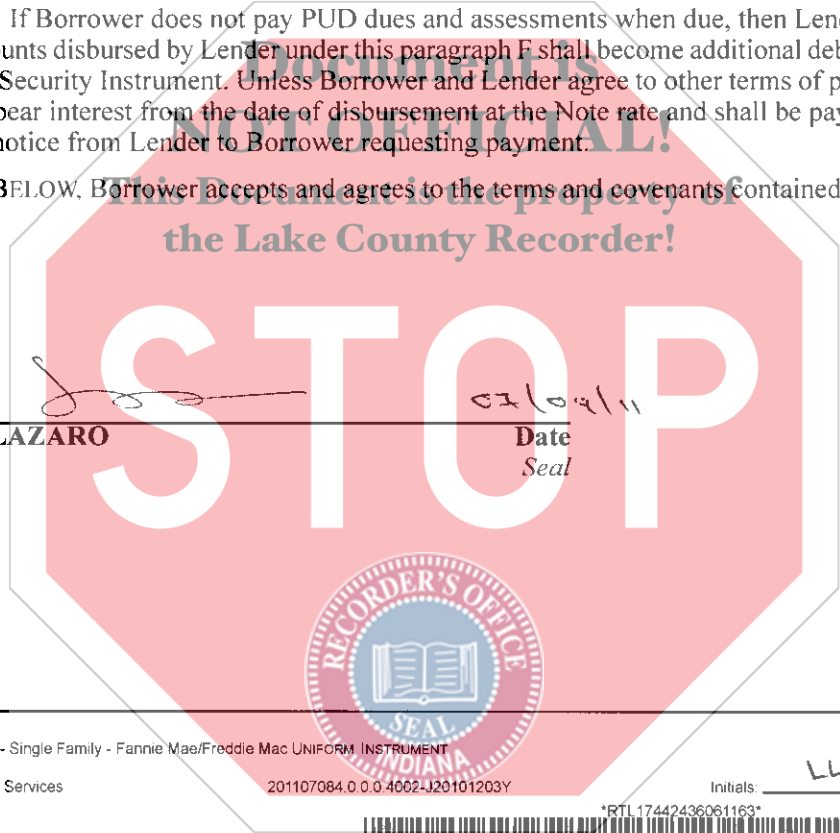 If Borrower does not pay PUD dues and assessments when due, then Lend
unts disbursed by Lender under this paragraph F shall become additional deb
Security Instrument. Unless Borrower and Lender agree to other terms of p
bear interest from the date of disbursement at the Note rate and shall be pay
notice from Lender to Borrower requesting payment.
BELOW, Borrower accepts and agrees to the terms and covenants contained
Document is
NOT OFFICIAL!
This Document is the property of
the Lake County Recorder!
STOP
07/09/11
LAZARO Date
Seal
RECORDER'S OFFICE
SEAL
INDIANA
- Single Family - Fannie Mae/Freddie Mac UNIFORM INSTRUMENT
Services 201107084.0.0.0.4002-J20101203Y Initials: LL
*RTL17442436061163*